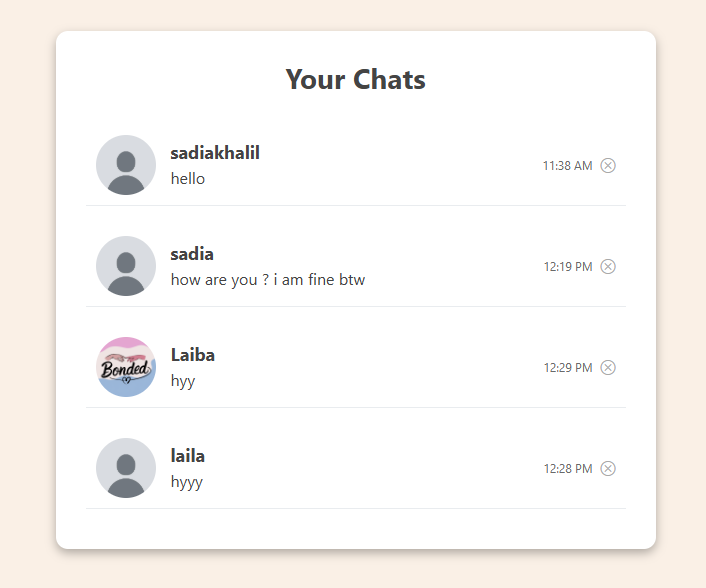 Your Chats
sadiakhalil
hello
11:38 AM
sadia
how are you ? i am fine btw
12:19 PM
Bonded
Laiba
hyy
12:29 PM
laila
hyyy
12:28 PM